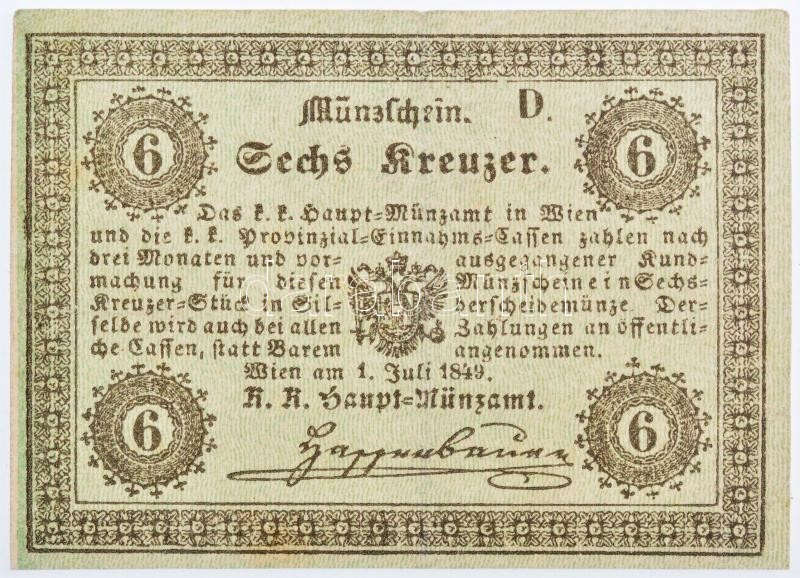 Münzschein. D.
6 6
Sechs Kreuzer.
Das k. k. Haupt=Münzamt in Wien
und die k. k. Provinzial=Einnahms=Cassen zahlen nach
drei Monaten und vor= ausgegangener Kund=
machung für diesen Münzschein ein Sechs=
Kreuzer=Stück in Sil= berscheidemünze. Der=
selbe wird auch bei allen Zahlungen an öffentli=
che Cassen, statt Barem angenommen.
Wien am 1. Juli 1849.
K. K. Haupt=Münzamt.
6 6
Hassenbauer